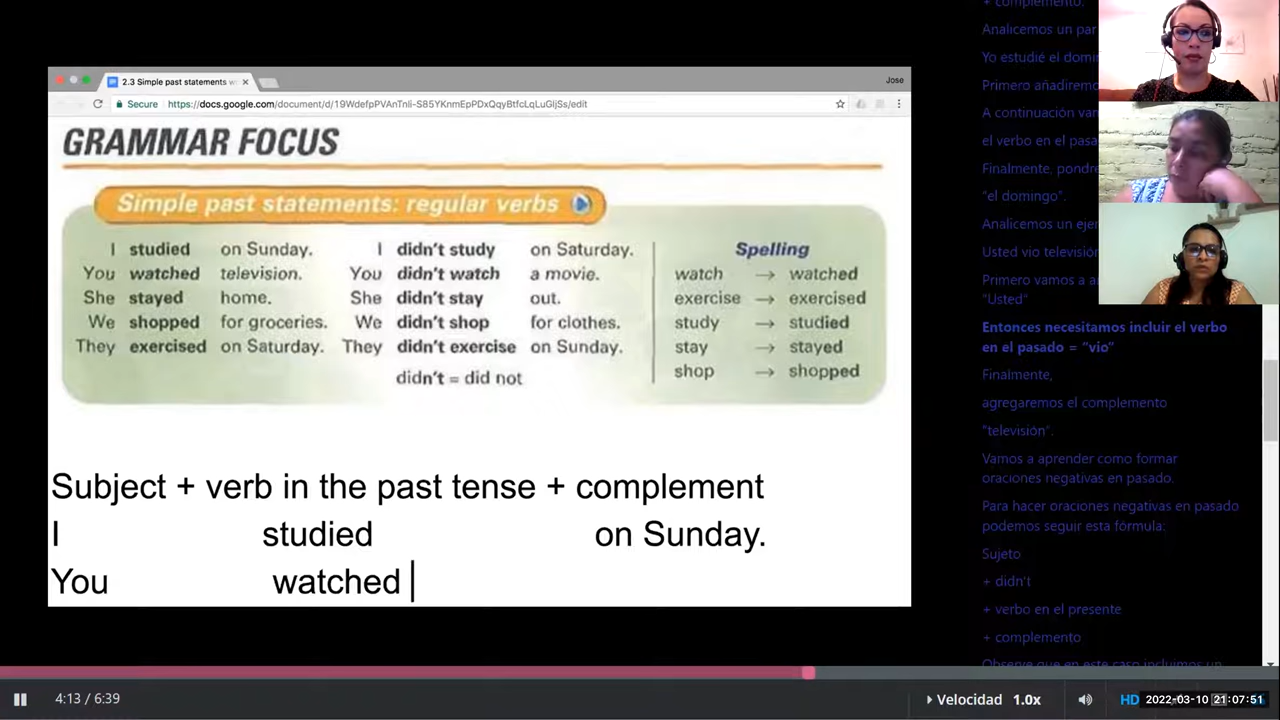 2.3 Simple past statements w
Jose
Secure https://docs.google.com/document/d/19WdefpPVAnTnli-S85YKnmEpPDxQqyBtfcLqLuGljSs/edit
GRAMMAR FOCUS
Simple past statements: regular verbs
I studied on Sunday. I didn't study on Saturday. Spelling
You watched television. You didn't watch a movie. watch → watched
She stayed home. She didn't stay out. exercise → exercised
We shopped for groceries. We didn't shop for clothes. study → studied
They exercised on Saturday. They didn't exercise on Sunday. stay → stayed
didn't = did not shop → shopped
Subject + verb in the past tense + complement
I studied on Sunday.
You watched
+ complemento.
Analicemos un
Yo estudié el
Primero
A continuación
el verbo en el
Finalmente,
"el domingo".
Analicemos un
Usted vio
Primero vamos a
"Usted"
Entonces necesitamos incluir el verbo
en el pasado = "vio"
Finalmente,
agregaremos el complemento
"televisión".
Vamos a aprender como formar
oraciones negativas en pasado.
Para hacer oraciones negativas en pasado
podemos seguir esta fórmula:
Sujeto
+ didn't
+ verbo en el presente
+ complemento
Observe que en este caso incluimos un
4:13 / 6:39
Velocidad 1.0x
HD
2022-03-10 21:07:51